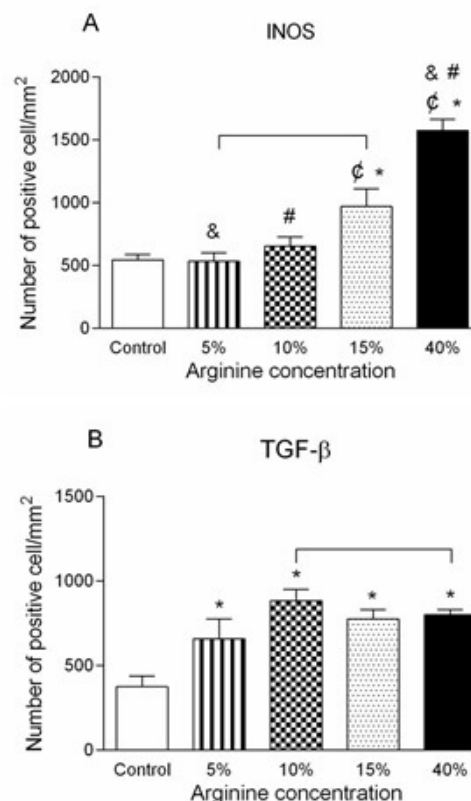 A
INOS
Number of positive cell/mm²
2000
1500
1000
500
0
&
#
₵ *
& #
₵ *
Control 5% 10% 15% 40%
Arginine concentration
B
TGF-β
Number of positive cell/mm²
1500
1000
500
0
*
*
*
*
Control 5% 10% 15% 40%
Arginine concentration